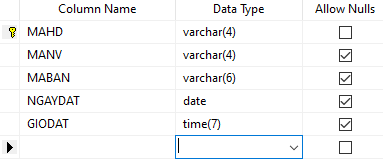 Column Name Data Type Allow Nulls
MAHD varchar(4)
MANV varchar(4)
MABAN varchar(6)
NGAYDAT date
GIODAT time(7)